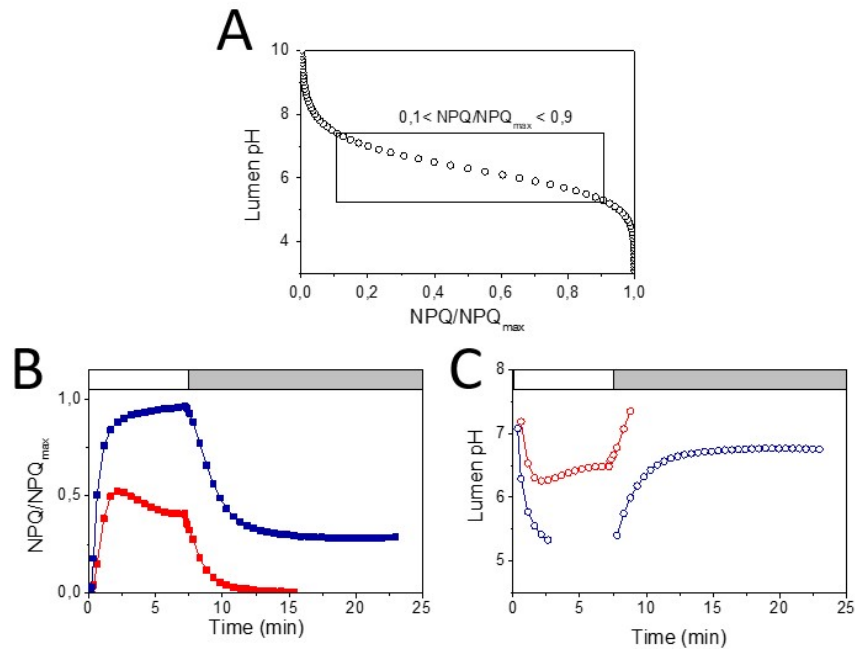 A
10
8
6
4
Lumen pH
0,1< NPQ/NPQmax < 0,9
0,0 0,2 0,4 0,6 0,8 1,0
NPQ/NPQmax
B
1,0
0,5
0,0
NPQ/NPQmax
0 5 10 15 20 25
Time (min)
C
8
7
6
5
Lumen pH
0 5 10 15 20 25
Time (min)